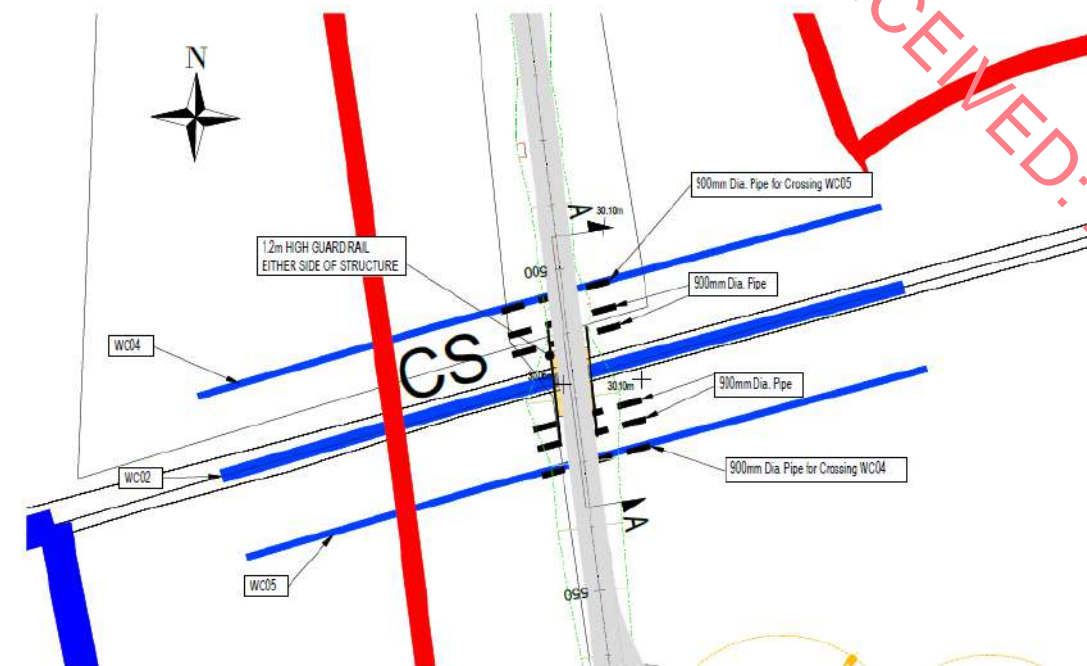 N
CEIVED:
900mm Dia. Pipe for Crossing WC05
A
30.10m
1.2m HIGH GUARD RAIL
EITHER SIDE OF STRUCTURE
500
900mm Dia. Pipe
WC04
CS
30.10m
900mm Dia. Pipe
WC02
900mm Dia. Pipe for Crossing WC04
A
WC05
550